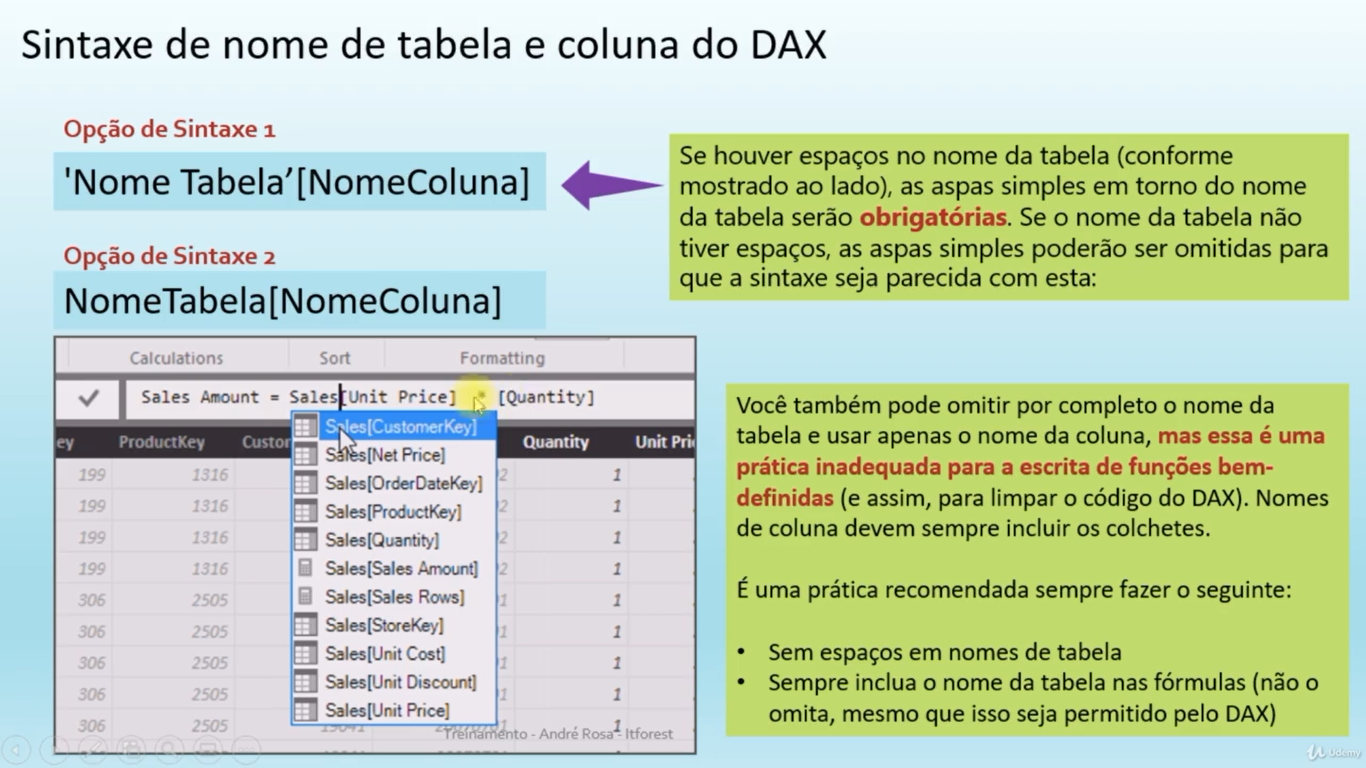 Sintaxe de nome de tabela e coluna do DAX
Opção de Sintaxe 1
'Nome Tabela’[NomeColuna]
Se houver espaços no nome da tabela (conforme
mostrado ao lado), as aspas simples em torno do nome
da tabela serão obrigatórias. Se o nome da tabela não
tiver espaços, as aspas simples poderão ser omitidas para
que a sintaxe seja parecida com esta:
Opção de Sintaxe 2
NomeTabela[NomeColuna]
Calculations Sort Formatting
Sales Amount = Sales[Unit Price] * [Quantity]
ey ProductKey Custor Quantity Unit Pri
Sales[CustomerKey]
Sales[Net Price]
Sales[OrderDateKey]
Sales[ProductKey]
Sales[Quantity]
Sales[Sales Amount]
Sales[Sales Rows]
Sales[StoreKey]
Sales[Unit Cost]
Sales[Unit Discount]
Sales[Unit Price]
199 1316 1
199 1316 1
199 1316 1
199 1316 1
306 2505 1
306 2505 1
306 2505 1
306 2505 1
306 2505 1
Treinamento - André Rosa - Itforest
Você também pode omitir por completo o nome da
tabela e usar apenas o nome da coluna, mas essa é uma
prática inadequada para a escrita de funções bem-
definidas (e assim, para limpar o código do DAX). Nomes
de coluna devem sempre incluir os colchetes.
É uma prática recomendada sempre fazer o seguinte:
• Sem espaços em nomes de tabela
• Sempre inclua o nome da tabela nas fórmulas (não o
omita, mesmo que isso seja permitido pelo DAX)
Udemy